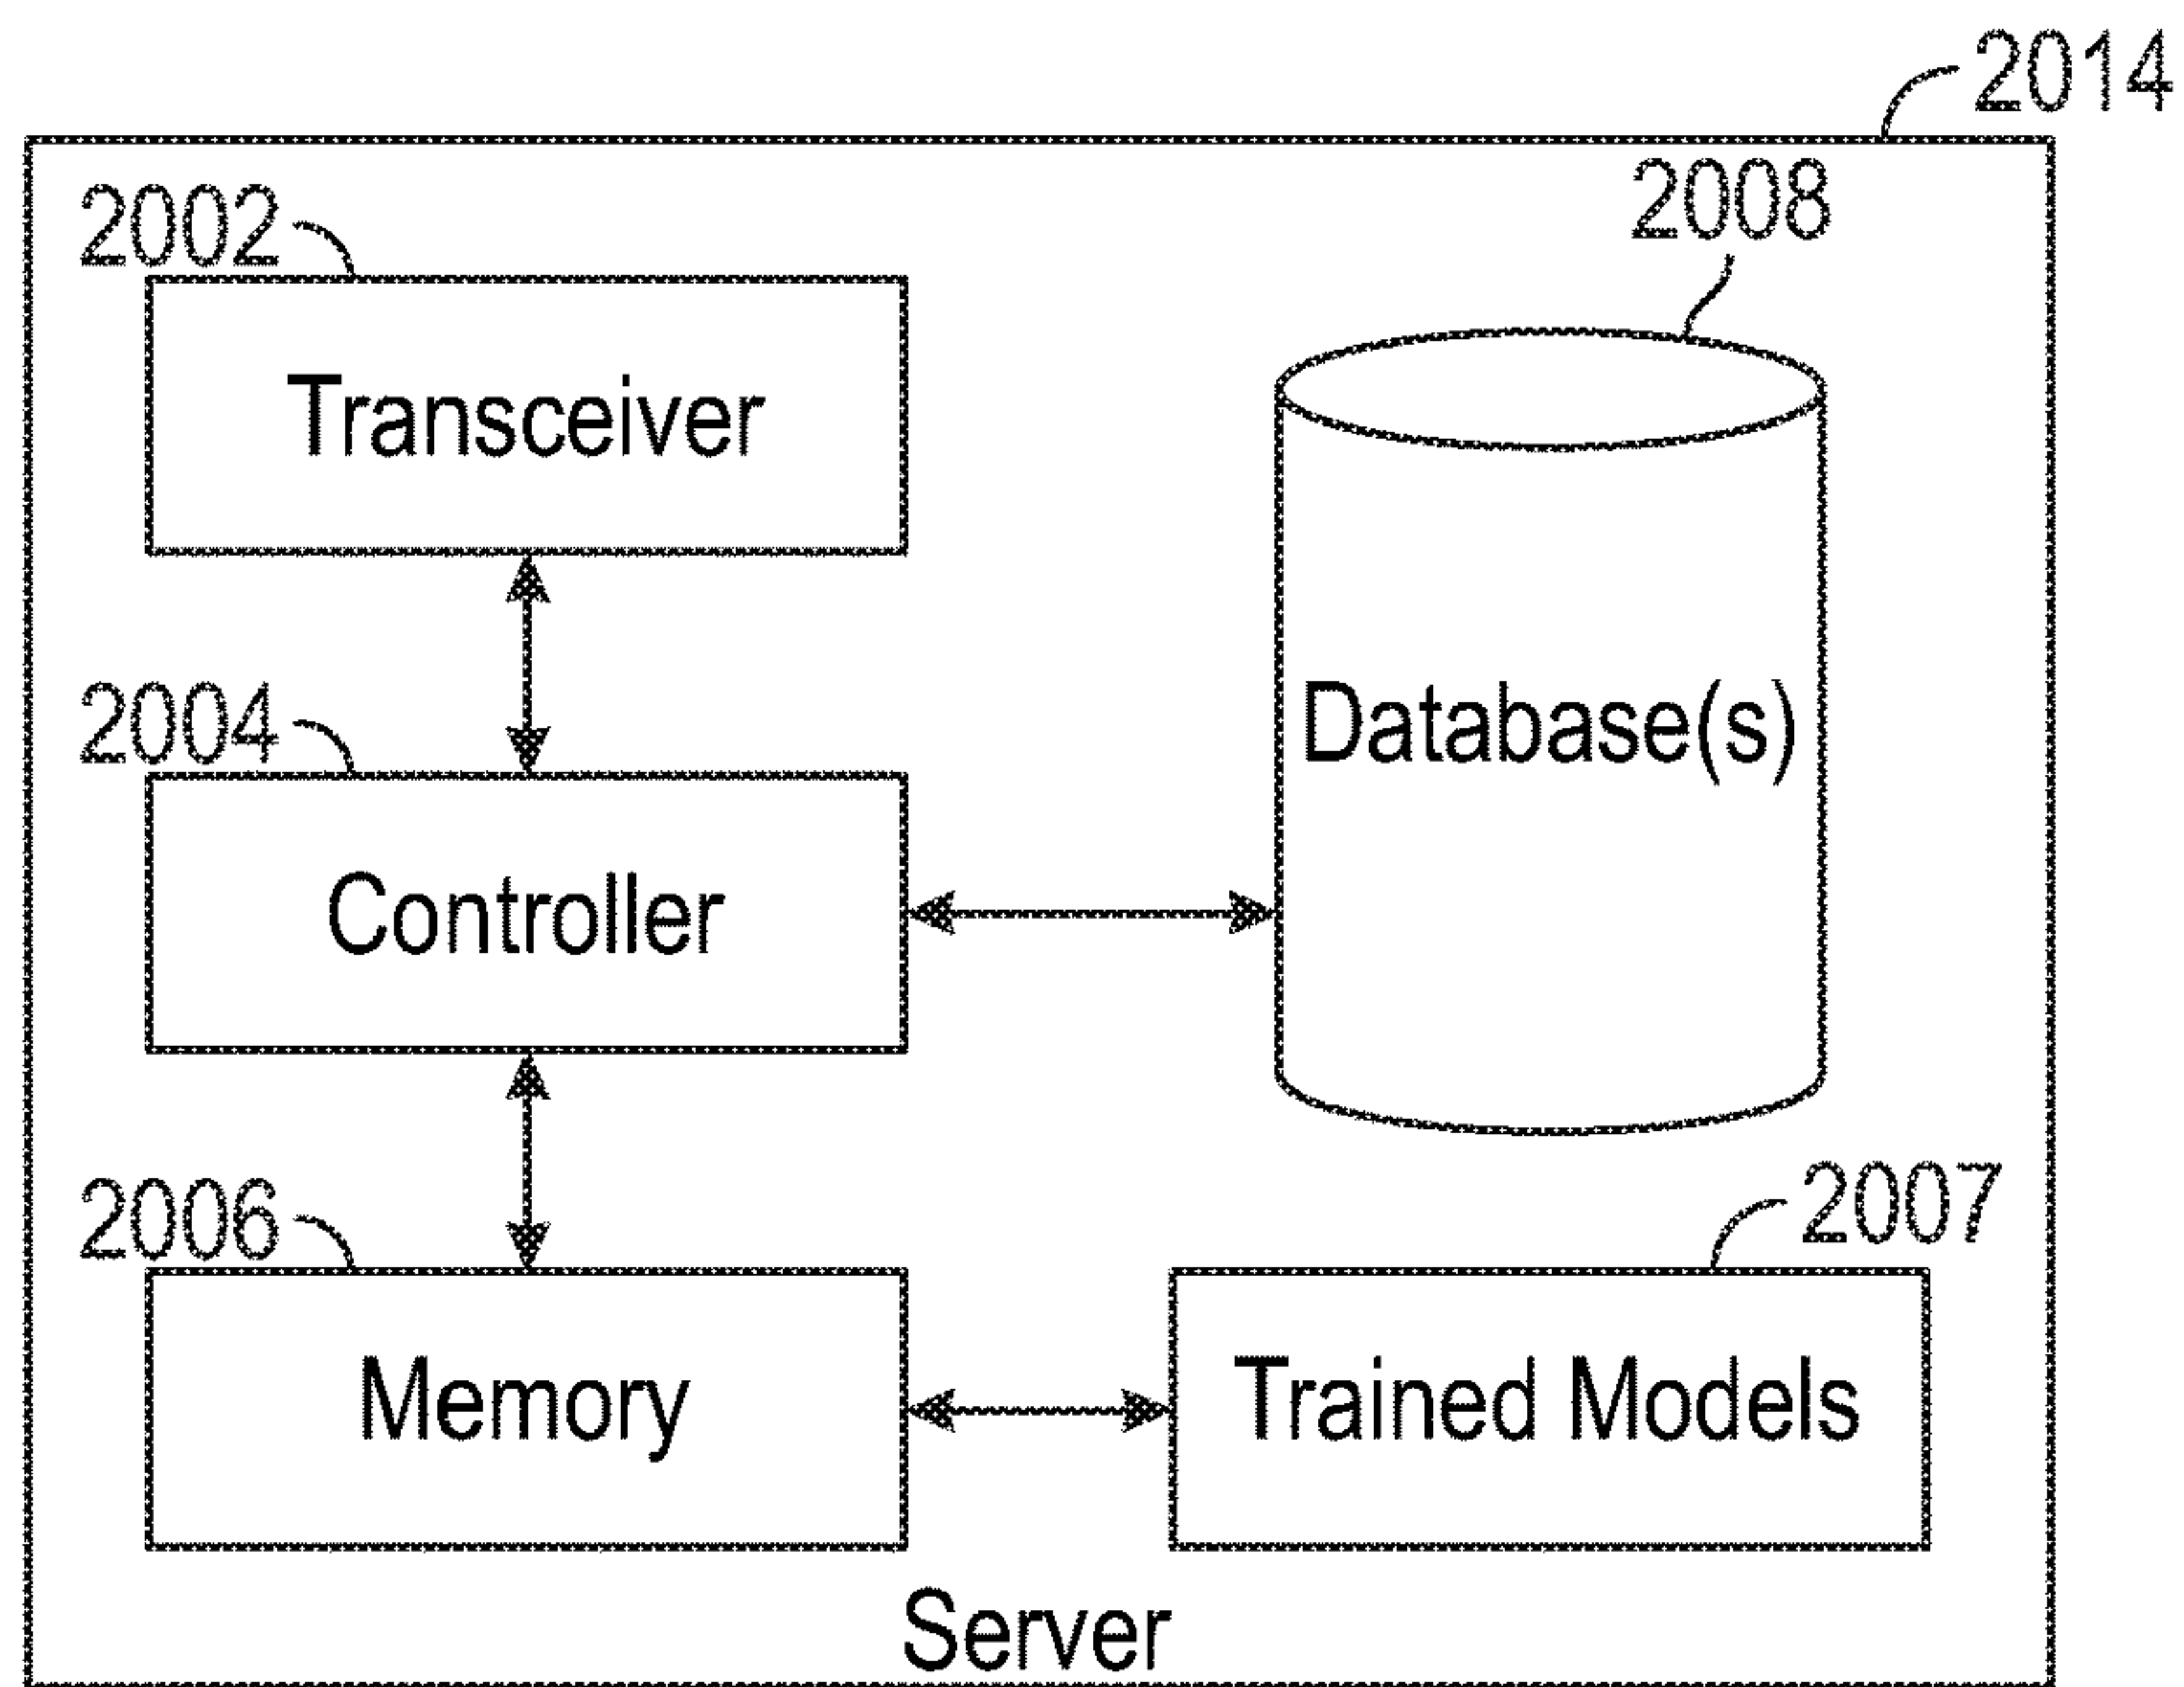 2014
2002
2008
Transceiver
2004
Database(s)
Controller
2006
2007
Memory
Trained Models
Server